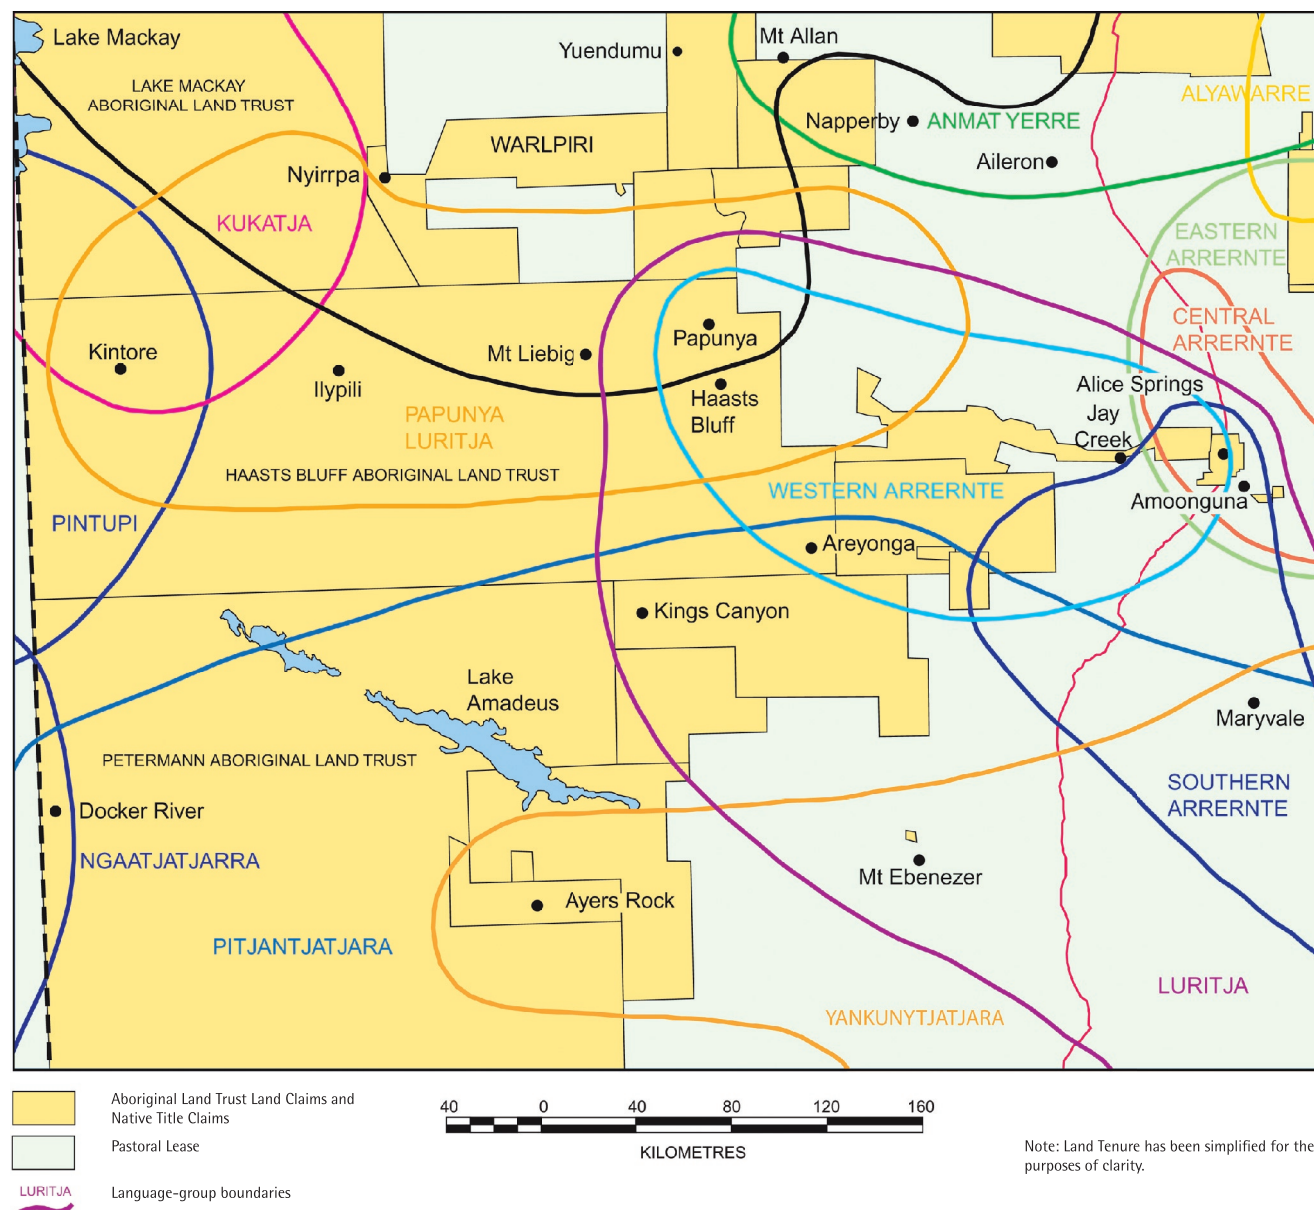 Lake Mackay
LAKE MACKAY
ABORIGINAL LAND TRUST
Yuendumu
Mt Allan
ALYAWARRE
Napperby
ANMATYERRE
WARLPIRI
Aileron
Nyirrpa
KUKATJA
EASTERN
ARRERNTE
CENTRAL
ARRERNTE
Kintore
Ilypili
Mt Liebig
Papunya
Haasts
Bluff
Alice Springs
Jay
Creek
PAPUNYA
LURITJA
HAASTS BLUFF ABORIGINAL LAND TRUST
WESTERN ARRERNTE
Amoonguna
PINTUPI
Areyonga
Kings Canyon
Lake
Amadeus
Maryvale
PETERMANN ABORIGINAL LAND TRUST
SOUTHERN
ARRERNTE
Docker River
NGAATJATJARRA
Mt Ebenezer
Ayers Rock
PITJANTJATJARA
LURITJA
YANKUNYTJATJARA
Aboriginal Land Trust Land Claims and
Native Title Claims
Pastoral Lease
LURITJA
Language-group boundaries
40 0 40 80 120 160
KILOMETRES
Note: Land Tenure has been simplified for the
purposes of clarity.